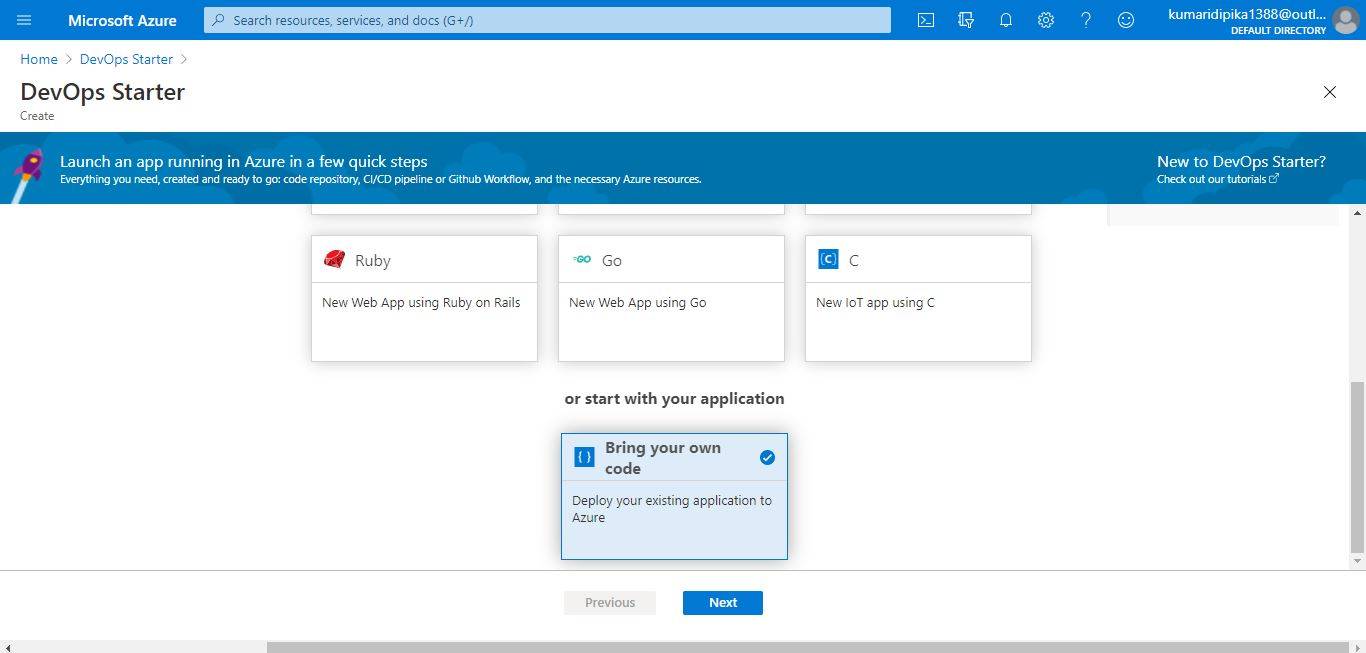 Microsoft Azure
Search resources, services, and docs (G+/)
kumaridipika1388@outl...
DEFAULT DIRECTORY
Home > DevOps Starter >
DevOps Starter
Create
Launch an app running in Azure in a few quick steps
Everything you need, created and ready to go: code repository, CI/CD pipeline or Github Workflow, and the necessary Azure resources.
New to DevOps Starter?
Check out our tutorials
Ruby
New Web App using Ruby on Rails
GO Go
New Web App using Go
{C} C
New IoT app using C
or start with your application
{ } Bring your own
code
Deploy your existing application to
Azure
Previous
Next